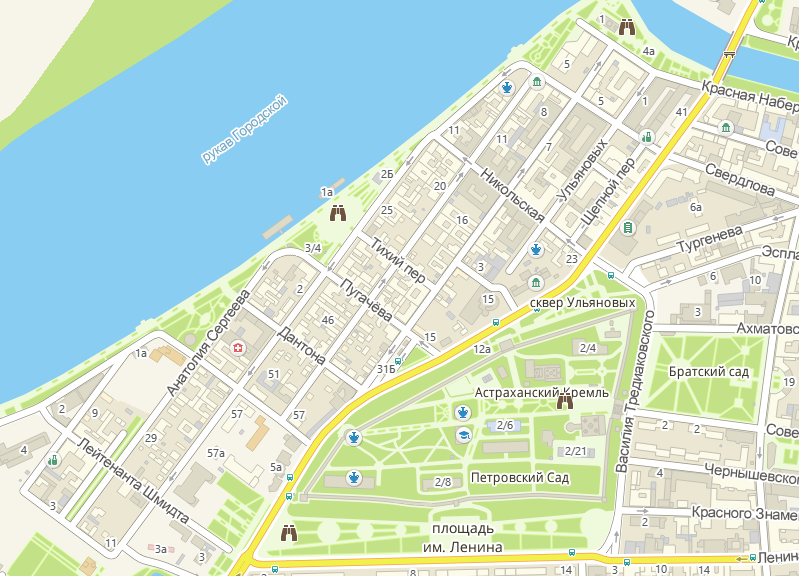 1
4а
Кр
5
5
1
Красная Набер
41
8
11
11
7
Сове
рукав Городской
2Б
1а
20
25
Никольская
Ульяновых
Щепной пер
Свердлова
6а
16
Тургенева
Эспла
3/4
Тихий пер
23
3
6
10
2
Пугачёва
15
сквер Ульяновых
3
Анатолия Сергеева
46
Дантона
15
12а
2/4
Василия Тредиаковского
Ахматовс
1а
51
31Б
Братский сад
19
Астраханский Кремль
2
9
57
57
2/6
2
2
Сове
4
29
57а
2/21
Лейтенанта Шмидта
5а
2/8
Петровский Сад
4
Чернышевског
3
11
3а
3
площадь
им. Ленина
2
Красного Знаме
8
14
14
14
Ленина